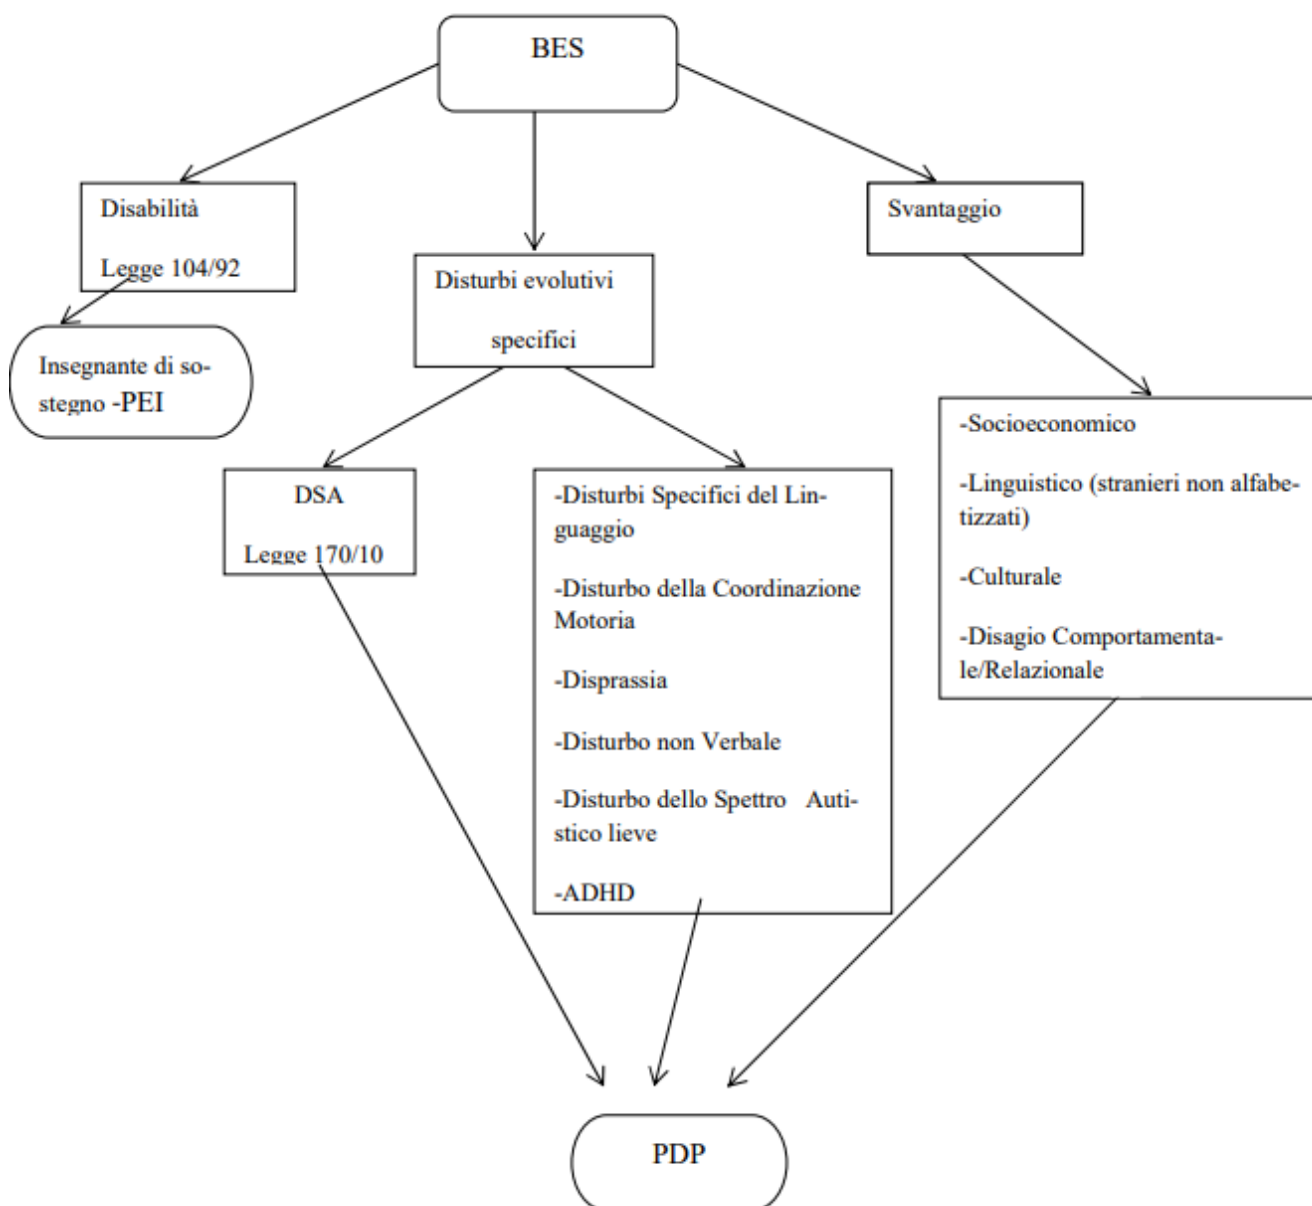 BES
Disabilità
Legge 104/92
Svantaggio
Disturbi evolutivi
specifici
Insegnante di so-
stegno -PEI
DSA
Legge 170/10
-Disturbi Specifici del Lin-
guaggio
-Disturbo della Coordinazione
Motoria
-Disprassia
-Disturbo non Verbale
-Disturbo dello Spettro Auti-
stico lieve
-ADHD
-Socioeconomico
-Linguistico (stranieri non alfabe-
tizzati)
-Culturale
-Disagio Comportamenta-
le/Relazionale
PDP